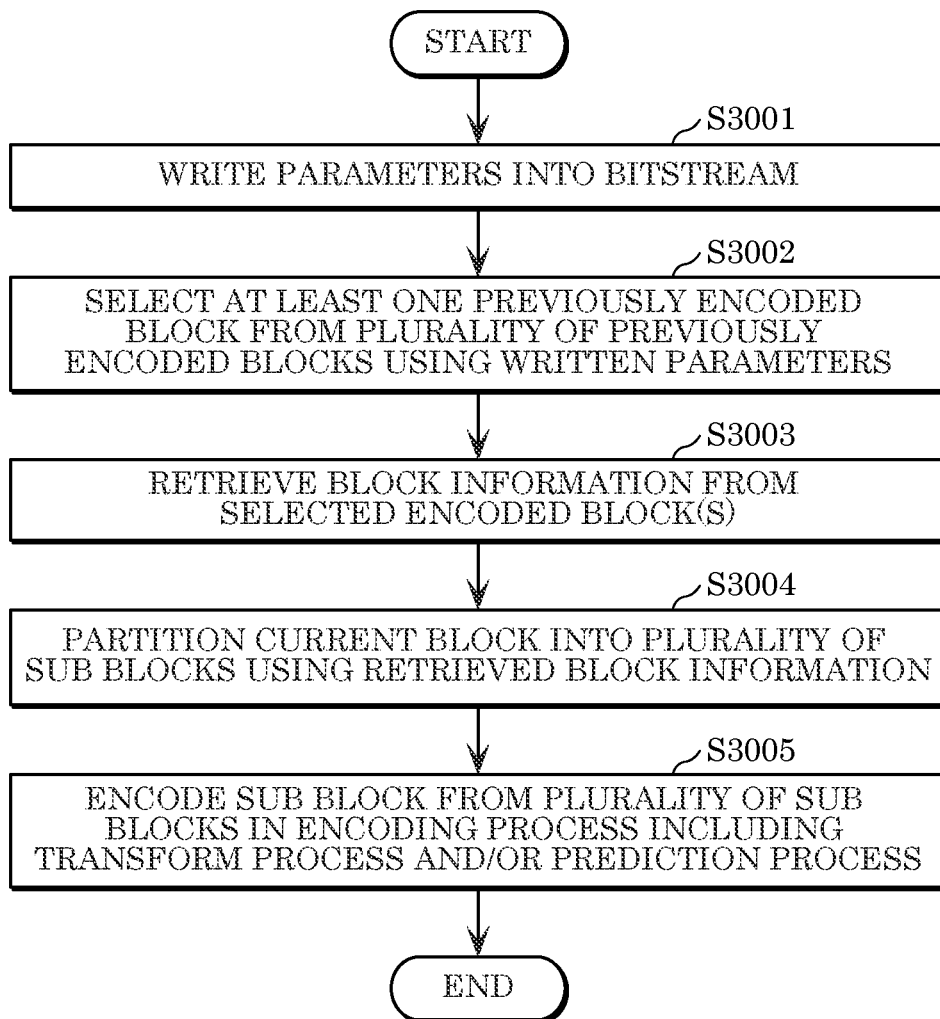 START
S3001
WRITE PARAMETERS INTO BITSTREAM
S3002
SELECT AT LEAST ONE PREVIOUSLY ENCODED
BLOCK FROM PLURALITY OF PREVIOUSLY
ENCODED BLOCKS USING WRITTEN PARAMETERS
S3003
RETRIEVE BLOCK INFORMATION FROM
SELECTED ENCODED BLOCK(S)
S3004
PARTITION CURRENT BLOCK INTO PLURALITY OF
SUB BLOCKS USING RETRIEVED BLOCK INFORMATION
S3005
ENCODE SUB BLOCK FROM PLURALITY OF SUB
BLOCKS IN ENCODING PROCESS INCLUDING
TRANSFORM PROCESS AND/OR PREDICTION PROCESS
END